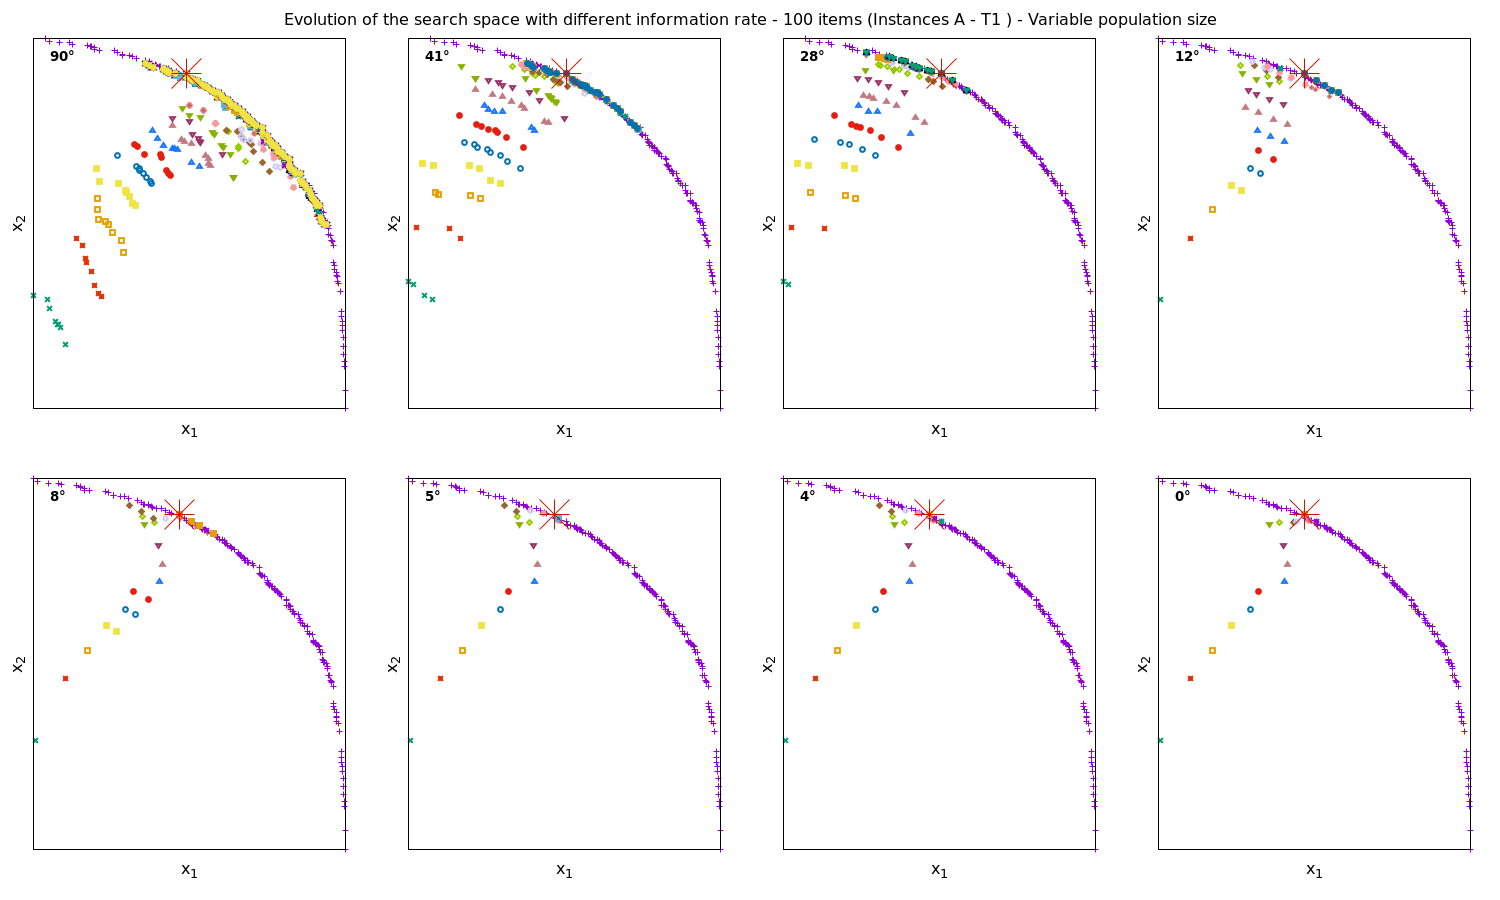 Evolution of the search space with different information rate - 100 items (Instances A - T1 ) - Variable population size
90°
41°
28°
12°
x2
x2
x2
x2
x1
x1
x1
x1
8°
5°
4°
0°
x2
x2
x2
x2
x1
x1
x1
x1